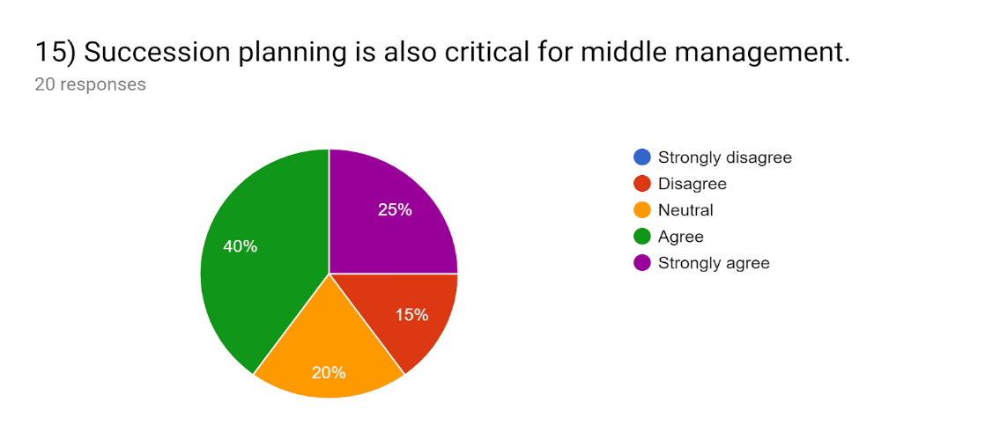 15) Succession planning is also critical for middle management.
20 responses
25%
40%
15%
20%
Strongly disagree
Disagree
Neutral
Agree
Strongly agree